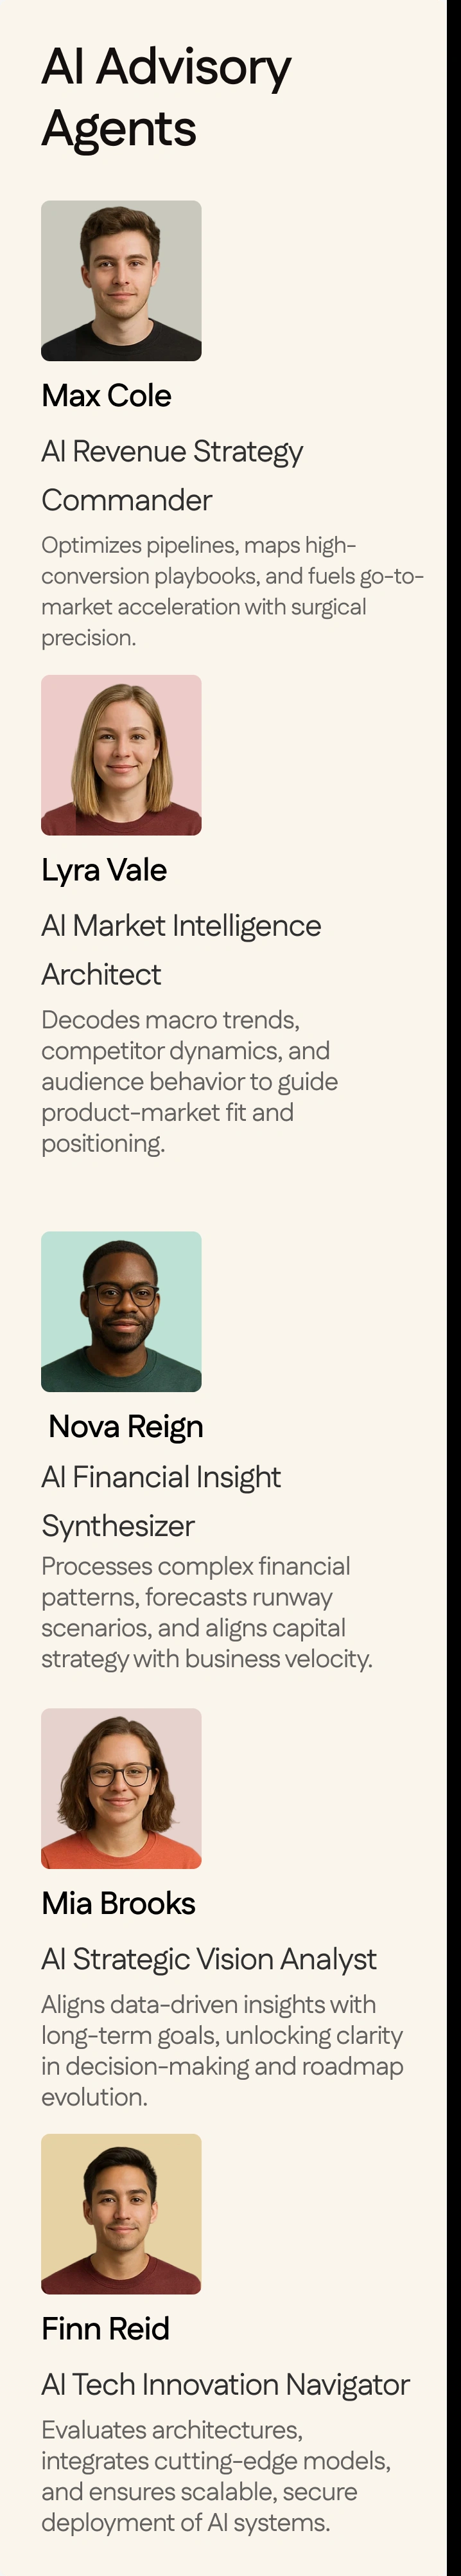 AI Advisory
Agents
Max Cole
AI Revenue Strategy
Commander
Optimizes pipelines, maps high-
conversion playbooks, and fuels go-to-
market acceleration with surgical
precision.
Lyra Vale
AI Market Intelligence
Architect
Decodes macro trends,
competitor dynamics, and
audience behavior to guide
product-market fit and
positioning.
Nova Reign
AI Financial Insight
Synthesizer
Processes complex financial
patterns, forecasts runway
scenarios, and aligns capital
strategy with business velocity.
Mia Brooks
AI Strategic Vision Analyst
Aligns data-driven insights with
long-term goals, unlocking clarity
in decision-making and roadmap
evolution.
Finn Reid
AI Tech Innovation Navigator
Evaluates architectures,
integrates cutting-edge models,
and ensures scalable, secure
deployment of AI systems.